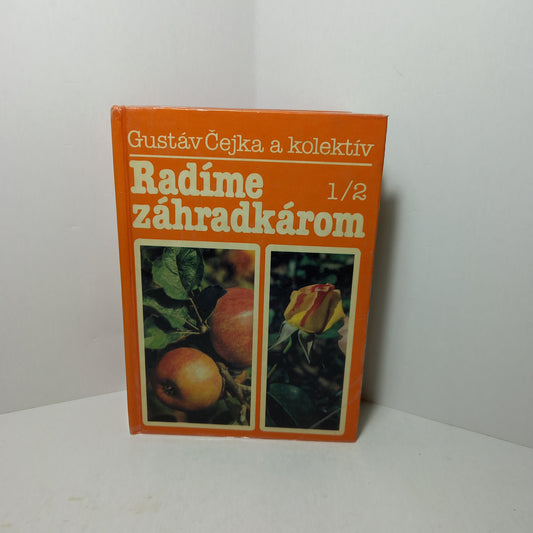 Gustáv Čejka a kolektív
Radíme 1/2
záhradkárom